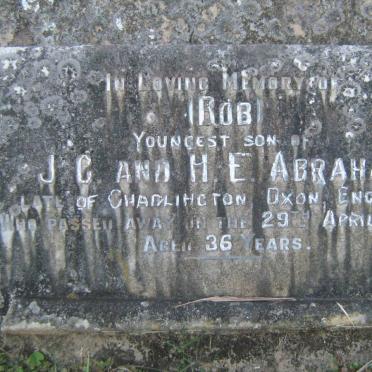 IN LOVING MEMORY OF
(ROB)
YOUNGEST SON OF
J. C. AND H. E. ABRAHA
LATE OF CHADLINGTON OXON, ENG
WHO PASSED AWAY ON THE 29TH APRIL
AGED 36 YEARS.